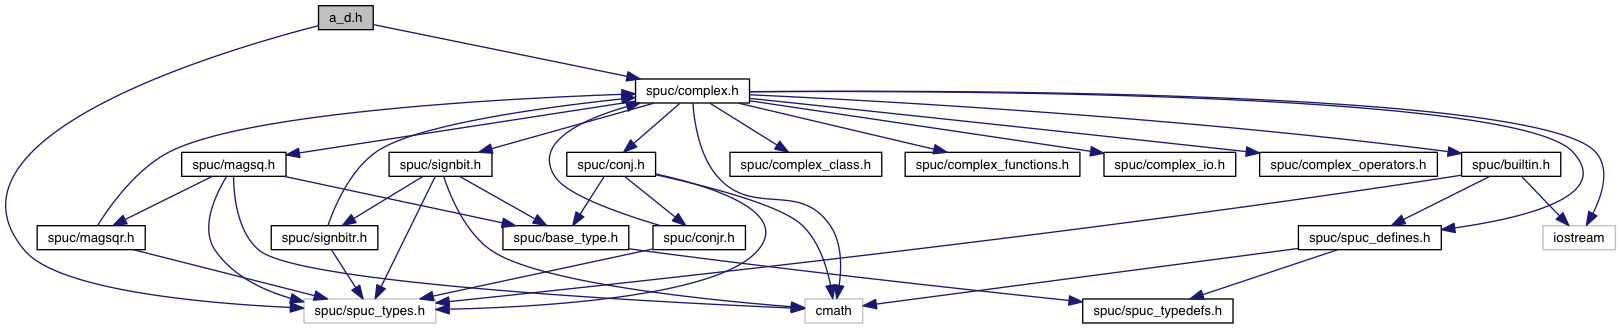 a_d.h
spuc/complex.h
spuc/magsq.h
spuc/signbit.h
spuc/conj.h
spuc/complex_class.h
spuc/complex_functions.h
spuc/complex_io.h
spuc/complex_operators.h
spuc/builtin.h
spuc/magsqr.h
spuc/signbitr.h
spuc/base_type.h
spuc/conjr.h
spuc/spuc_defines.h
iostream
spuc/spuc_types.h
cmath
spuc/spuc_typedefs.h